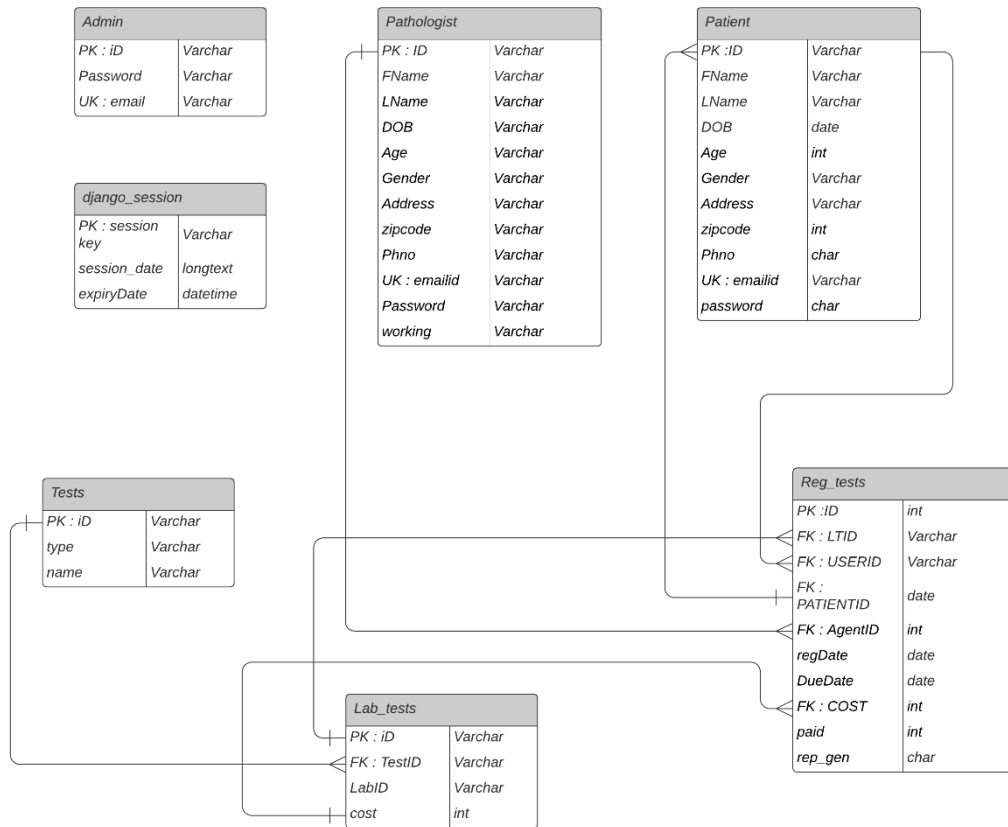 Admin
PK : iD Varchar
Password Varchar
UK : email Varchar
django_session
PK : session
key Varchar
session_date longtext
expiryDate datetime
Pathologist
PK : ID Varchar
FName Varchar
LName Varchar
DOB Varchar
Age Varchar
Gender Varchar
Address Varchar
zipcode Varchar
Phno Varchar
UK : emailid Varchar
Password Varchar
working Varchar
Patient
PK :ID Varchar
FName Varchar
LName Varchar
DOB date
Age int
Gender Varchar
Address Varchar
zipcode int
Phno char
UK : emailid Varchar
password char
Tests
PK : iD Varchar
type Varchar
name Varchar
Lab_tests
PK : iD Varchar
FK : TestID Varchar
LabID Varchar
cost int
Reg_tests
PK :ID int
FK : LTID Varchar
FK : USERID Varchar
FK :
PATIENTID date
FK : AgentID int
regDate date
DueDate date
FK : COST int
paid int
rep_gen char